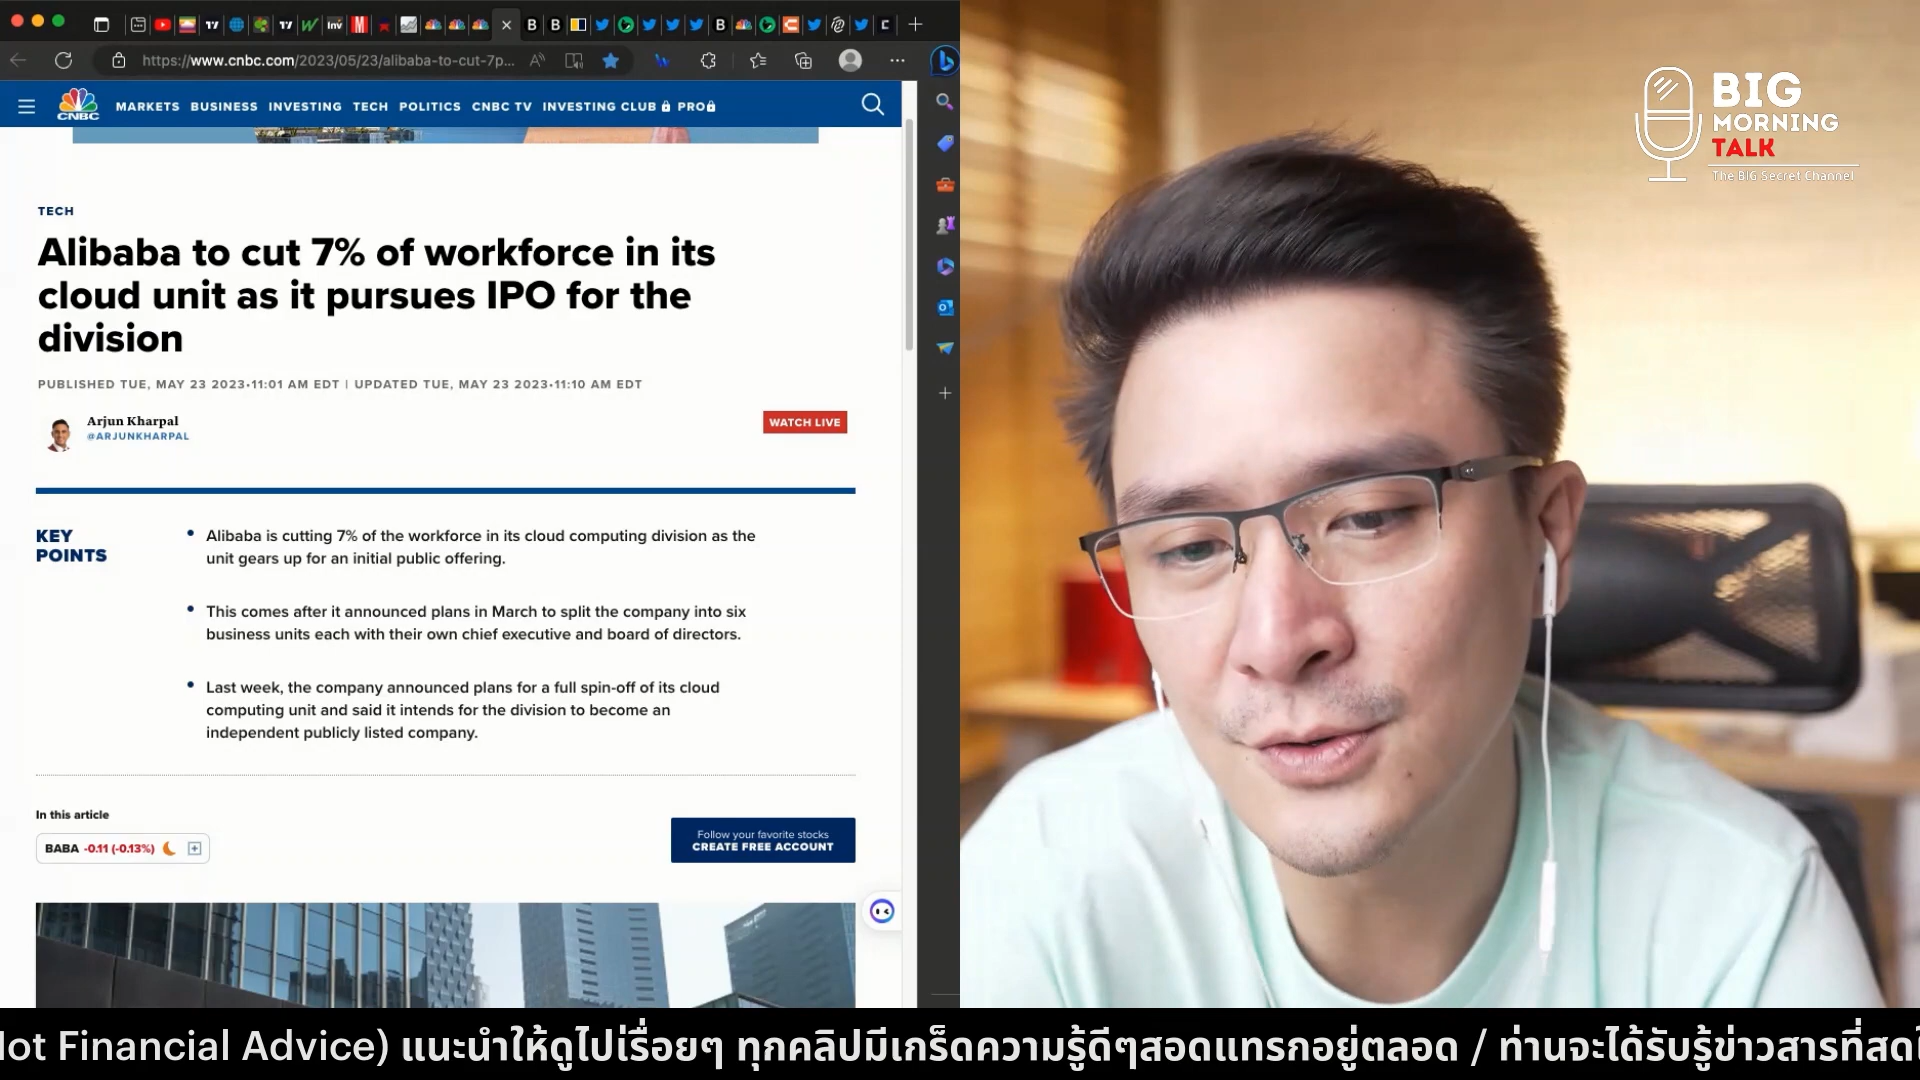 https://www.cnbc.com/2023/05/23/alibaba-to-cut-7p...
CNBC
MARKETS BUSINESS INVESTING TECH POLITICS CNBC TV INVESTING CLUB PRO
TECH
Alibaba to cut 7% of workforce in its
cloud unit as it pursues IPO for the
division
PUBLISHED TUE, MAY 23 2023•11:01 AM EDT | UPDATED TUE, MAY 23 2023•11:10 AM EDT
Arjun Kharpal
@ARJUNKHARPAL
WATCH LIVE
KEY
POINTS
• Alibaba is cutting 7% of the workforce in its cloud computing division as the
unit gears up for an initial public offering.
• This comes after it announced plans in March to split the company into six
business units each with their own chief executive and board of directors.
• Last week, the company announced plans for a full spin-off of its cloud
computing unit and said it intends for the division to become an
independent publicly listed company.
In this article
BABA -0.11 (-0.13%)
Follow your favorite stocks
CREATE FREE ACCOUNT
BIG
MORNING
TALK
The BIG Secret Channel
Financial Advice) แนะนำให้ดูไปเรื่อยๆ ทุกคลิปมีเกร็ดความรู้ดีๆสอดแทรกอยู่ตลอด / ท่านจะได้รับรู้ข่าวสารที่สด